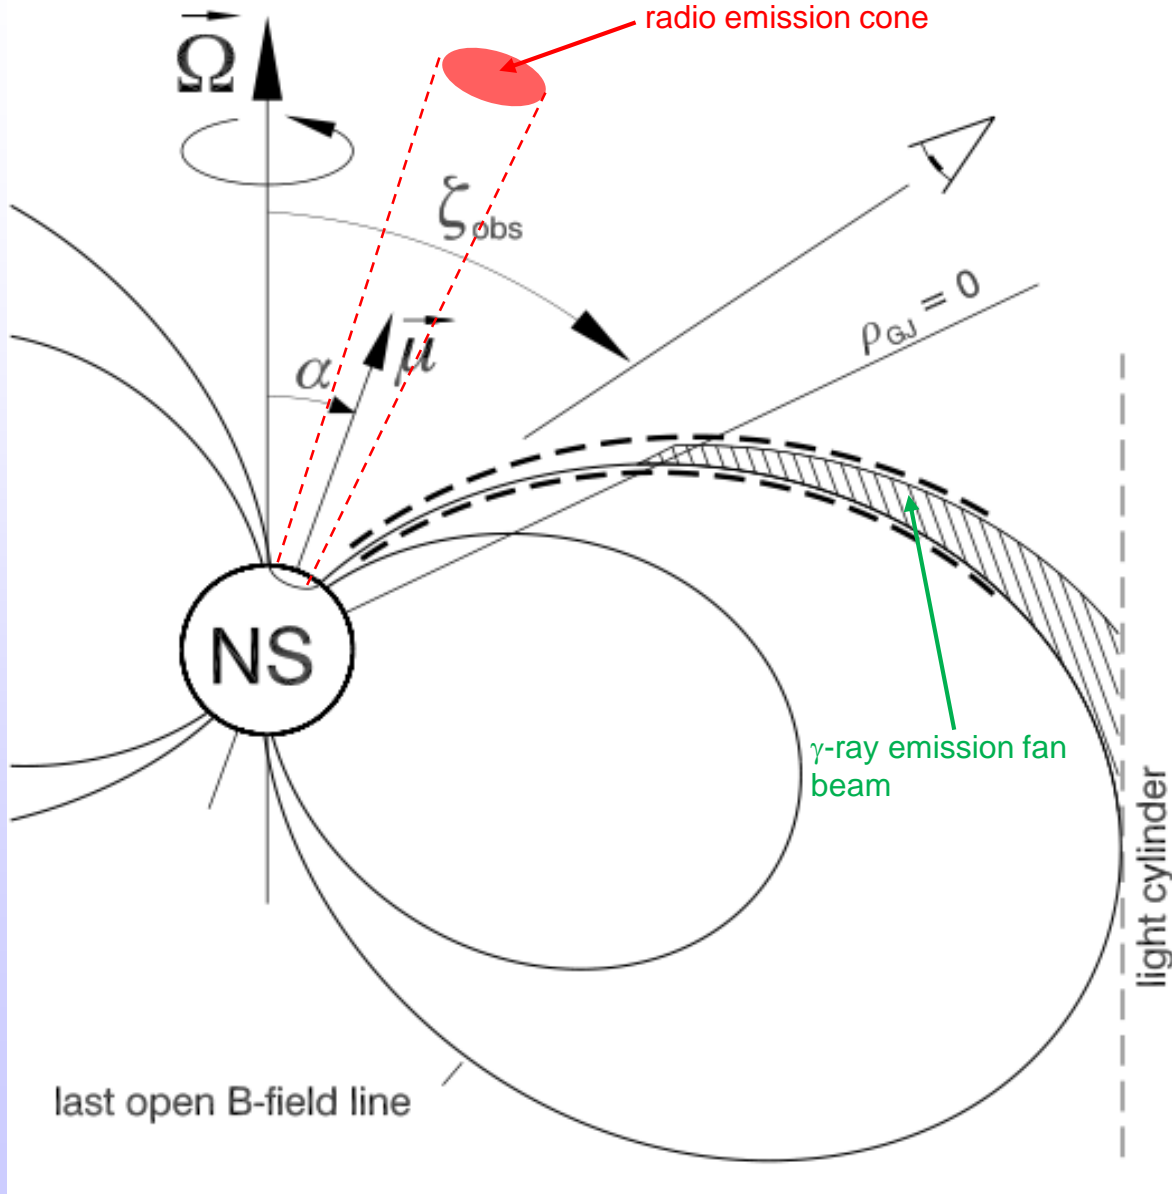 radio emission cone
Ω
ζobs
ρGJ = 0
α
μ
NS
γ-ray emission fan
beam
light cylinder
last open B-field line